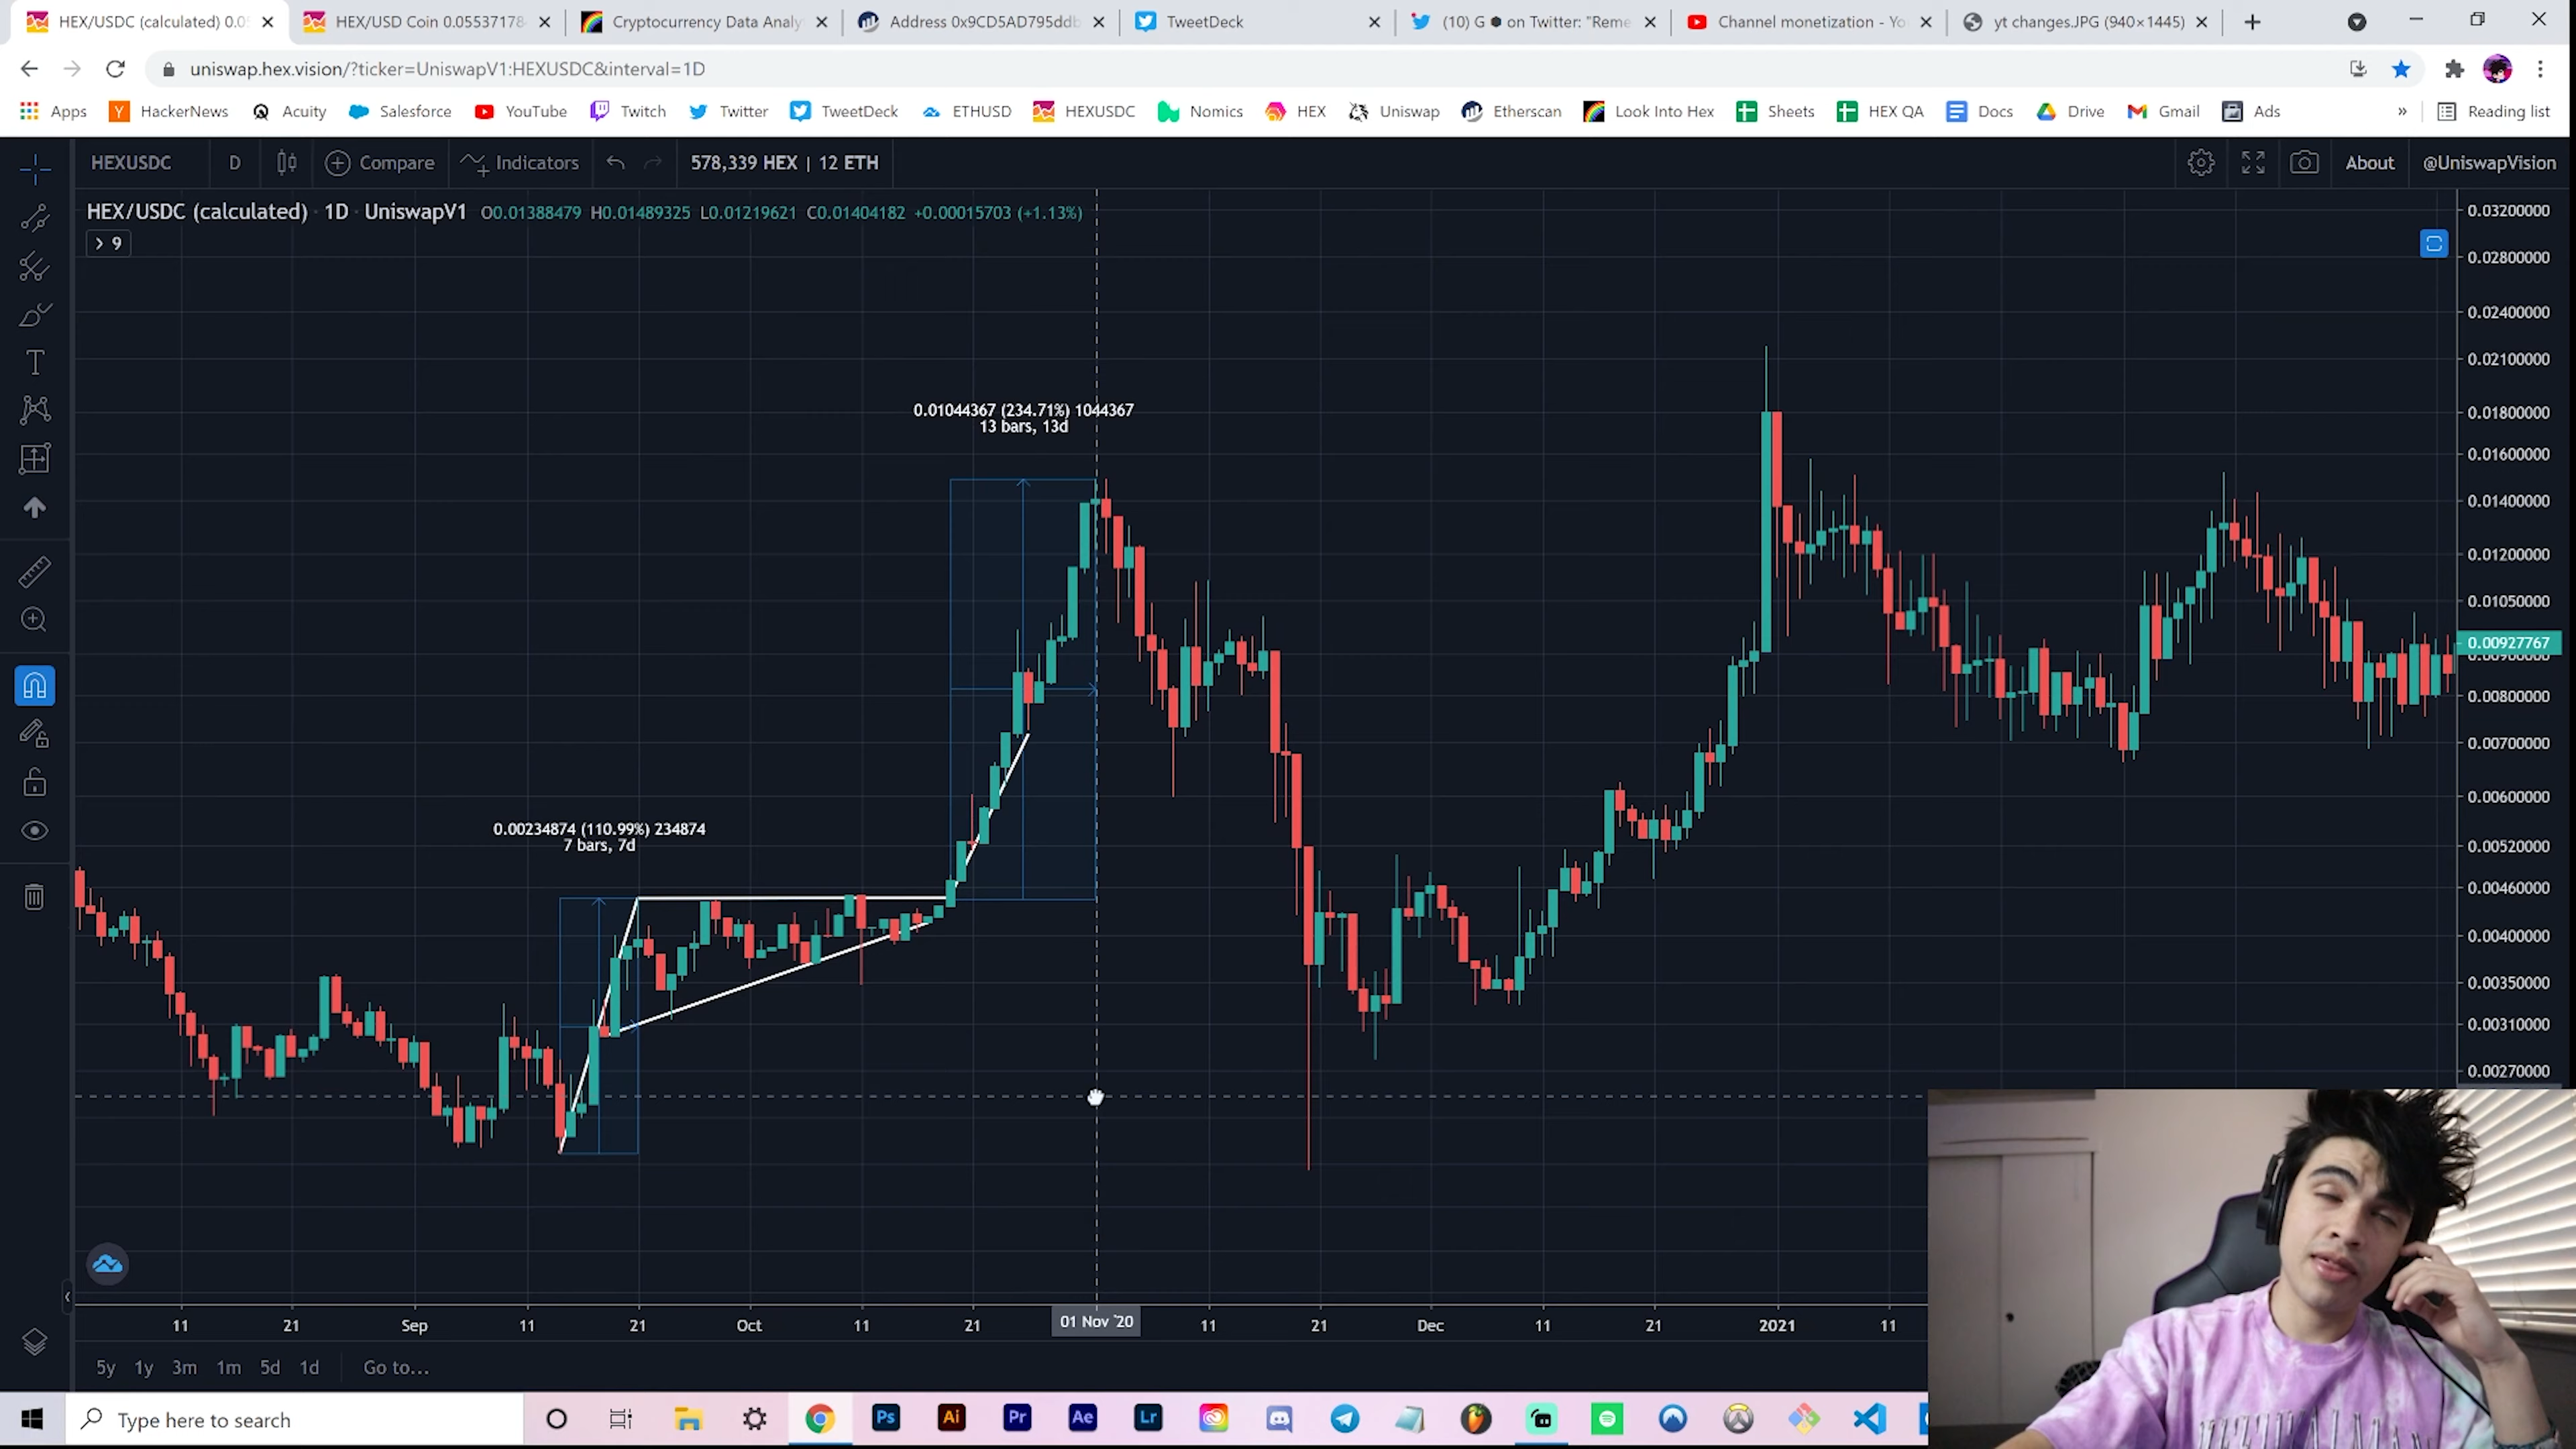 HEX/USDC (calculated) 0.05
HEX/USD Coin 0.05537178
Cryptocurrency Data Analy
Address 0x9CD5AD795ddb
TweetDeck
(10) G ⬢ on Twitter: "Reme
Channel monetization - Yo
yt changes.JPG (940×1445)
uniswap.hex.vision/?ticker=UniswapV1:HEXUSDC&interval=1D
Apps HackerNews Acuity Salesforce YouTube Twitch Twitter TweetDeck ETHUSD HEXUSDC Nomics HEX Uniswap Etherscan Look Into Hex Sheets HEX QA Docs Drive Gmail Ads » Reading list
HEXUSDC D Compare Indicators 578,339 HEX | 12 ETH About @UniswapVision
HEX/USDC (calculated) · 1D · UniswapV1 O0.01388479 H0.01489325 L0.01219621 C0.01404182 +0.00015703 (+1.13%)
9
0.03200000
0.02800000
0.02400000
0.02100000
0.01800000
0.01600000
0.01400000
0.01200000
0.01050000
0.00927767
0.00900000
0.00800000
0.00700000
0.00600000
0.00520000
0.00460000
0.00400000
0.00350000
0.00310000
0.00270000
0.01044367 (234.71%) 1044367
13 bars, 13d
0.00234874 (110.99%) 234874
7 bars, 7d
11 21 Sep 11 21 Oct 11 21 01 Nov '20 11 21 Dec 11 21 2021 11
5y 1y 3m 1m 5d 1d Go to...
Type here to search
Ps Ai Pr Ae Lr